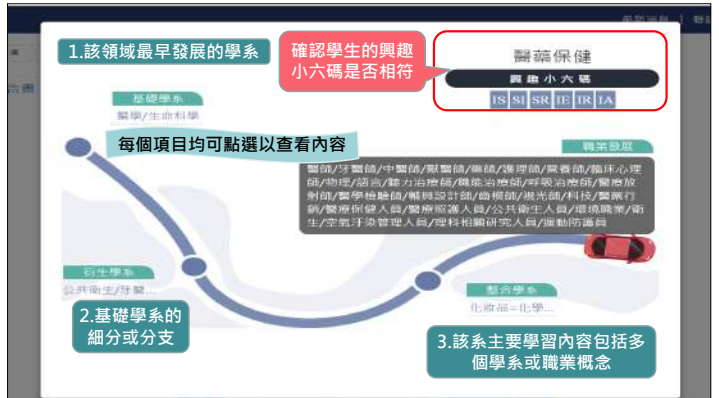 1.該領域最早發展的學系
確認學生的興趣
小六碼是否相符
醫藥保健
興趣小六碼
IS SI SR IE IR IA
基礎學系
醫學/生命科學
每個項目均可點選以查看內容
職業發展
醫師/牙醫師/中醫師/獸醫師/藥師/護理師/營養師/臨床心理
師/物理/語言/聽力治療師/職能治療師/呼吸治療師/醫療放
射師/醫學檢驗師/輔具設計師/齒模師/視光師/科技/醫藥行
銷/醫療保健人員/醫療照護人員/公共衛生人員/環境職業/衛
生/空氣汙染管理人員/理科相關研究人員/運動防護員
衍生學系
公共衛生/牙醫...
2.基礎學系的
細分或分支
整合學系
化妝品=化學...
3.該系主要學習內容包括多
個學系或職業概念